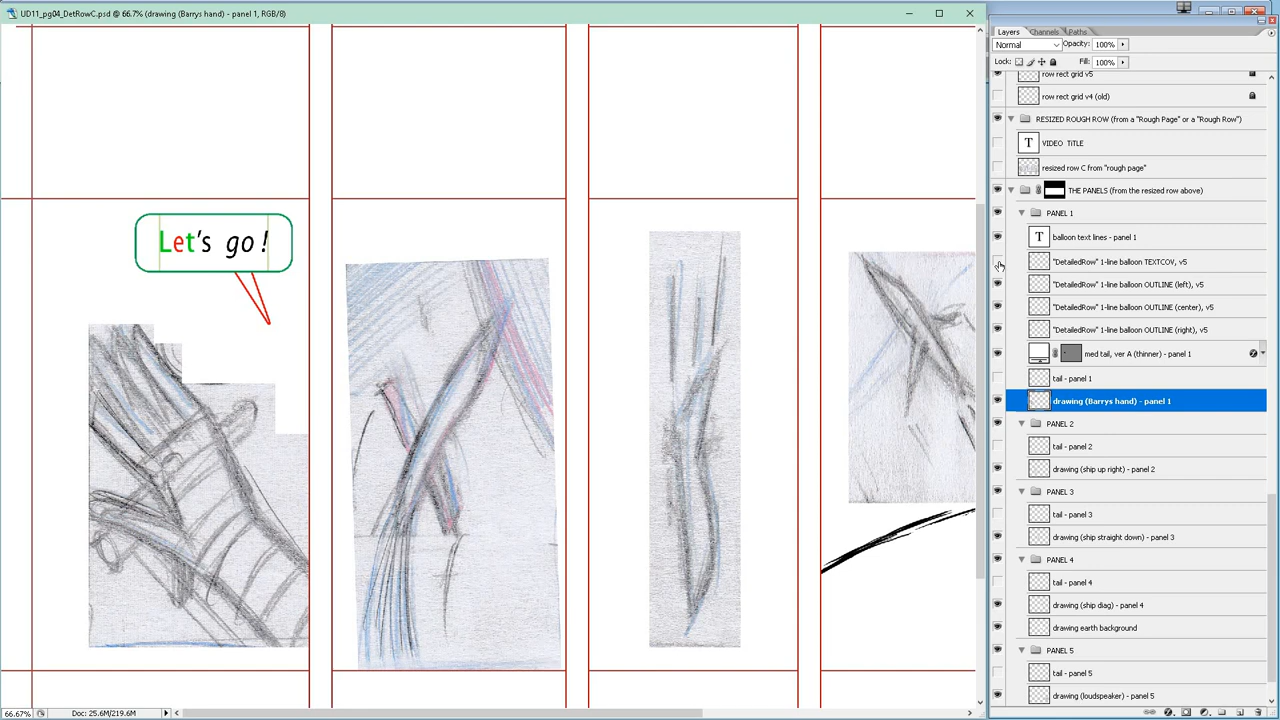 UD11_pg04_DetRowC.psd @ 66.7% (drawing (Barrys hand) - panel 1, RGB/8)
Let's go !
66.67%
Doc: 25.6M/219.6M
Layers
Channels
Paths
Normal
Opacity: 100%
Lock:
Fill: 100%
row rect grid v5
row rect grid v4 (old)
RESIZED ROUGH ROW (from a "Rough Page" or a "Rough Row")
T
VIDEO TITLE
resized row C from "rough page"
THE PANELS (from the resized row above)
PANEL 1
T
balloon text lines - panel 1
"DetailedRow" 1-line balloon TEXTCOV, v5
"DetailedRow" 1-line balloon OUTLINE (left), v5
"DetailedRow" 1-line balloon OUTLINE (center), v5
"DetailedRow" 1-line balloon OUTLINE (right), v5
med tail, ver A (thinner) - panel 1
tail - panel 1
drawing (Barrys hand) - panel 1
PANEL 2
tail - panel 2
drawing (ship up right) - panel 2
PANEL 3
tail - panel 3
drawing (ship straight down) - panel 3
PANEL 4
tail - panel 4
drawing (ship diag) - panel 4
drawing earth background
PANEL 5
tail - panel 5
drawing (loudspeaker) - panel 5